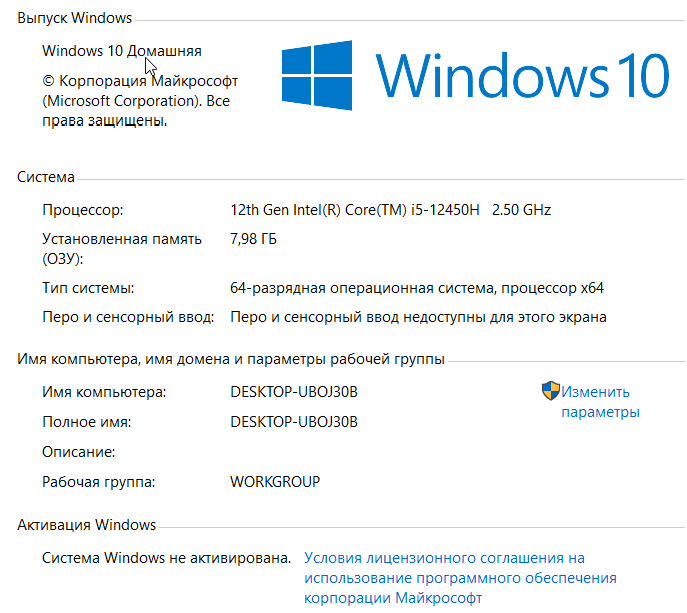 Выпуск Windows
Windows 10 Домашняя
© Корпорация Майкрософт
(Microsoft Corporation). Все
права защищены.
Windows 10
Система
Процессор: 12th Gen Intel(R) Core(TM) i5-12450H 2.50 GHz
Установленная память
(ОЗУ): 7,98 ГБ
Тип системы: 64-разрядная операционная система, процессор x64
Перо и сенсорный ввод: Перо и сенсорный ввод недоступны для этого экрана
Имя компьютера, имя домена и параметры рабочей группы
Имя компьютера: DESKTOP-UBOJ30B
Изменить
параметры
Полное имя: DESKTOP-UBOJ30B
Описание:
Рабочая группа: WORKGROUP
Активация Windows
Система Windows не активирована. Условия лицензионного соглашения на
использование программного обеспечения
корпорации Майкрософт